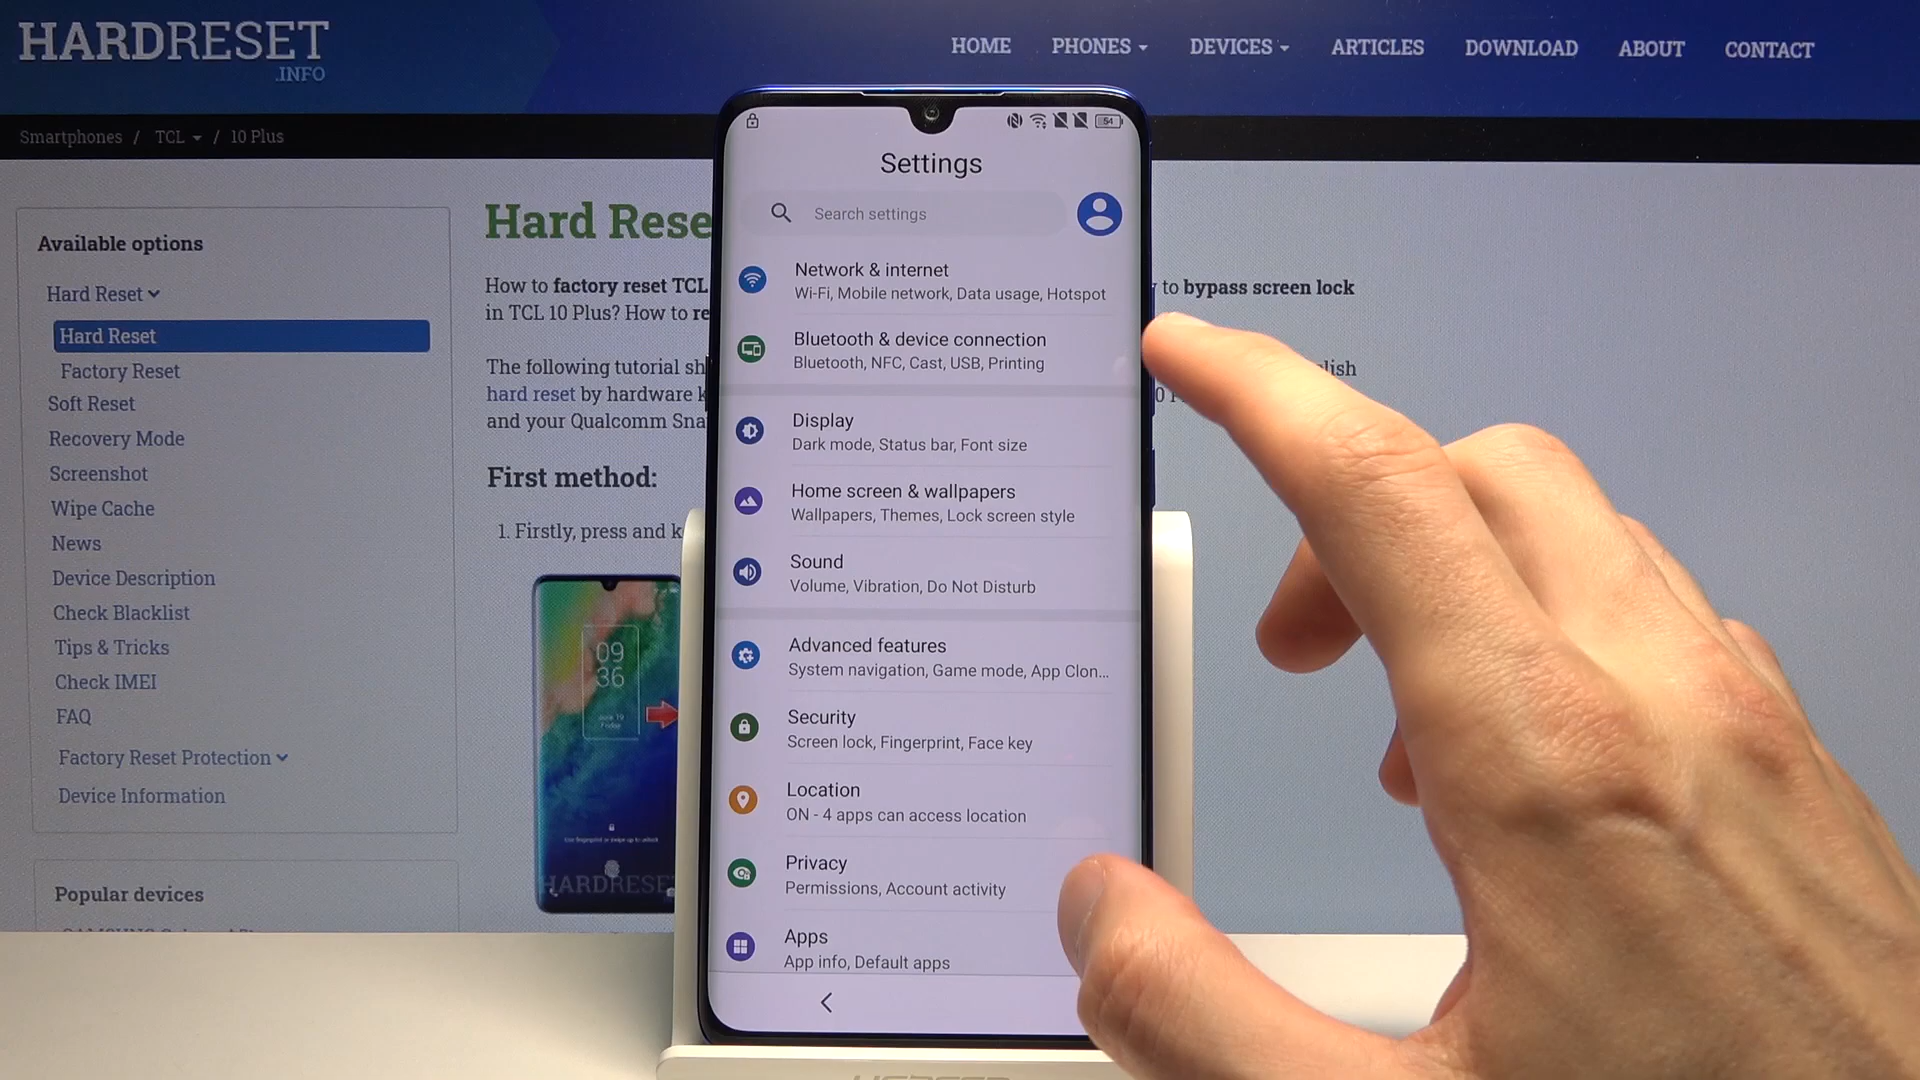 HARDRESET
.INFO
HOME PHONES DEVICES ARTICLES DOWNLOAD ABOUT CONTACT
Smartphones / TCL / 10 Plus
Available options
Hard Reset
Hard Reset
Factory Reset
Soft Reset
Recovery Mode
Screenshot
Wipe Cache
News
Device Description
Check Blacklist
Tips & Tricks
Check IMEI
FAQ
Factory Reset Protection
Device Information
Popular devices
Hard Rese
How to factory reset TCL
to bypass screen lock
in TCL 10 Plus? How to re
The following tutorial sh
lish
hard reset by hardware k
and your Qualcomm Sna
First method:
1. Firstly, press and k
09
36
HARDRESE
54
Settings
Search settings
Network & internet
Wi-Fi, Mobile network, Data usage, Hotspot
Bluetooth & device connection
Bluetooth, NFC, Cast, USB, Printing
Display
Dark mode, Status bar, Font size
Home screen & wallpapers
Wallpapers, Themes, Lock screen style
Sound
Volume, Vibration, Do Not Disturb
Advanced features
System navigation, Game mode, App Clon...
Security
Screen lock, Fingerprint, Face key
Location
ON - 4 apps can access location
Privacy
Permissions, Account activity
Apps
App info, Default apps